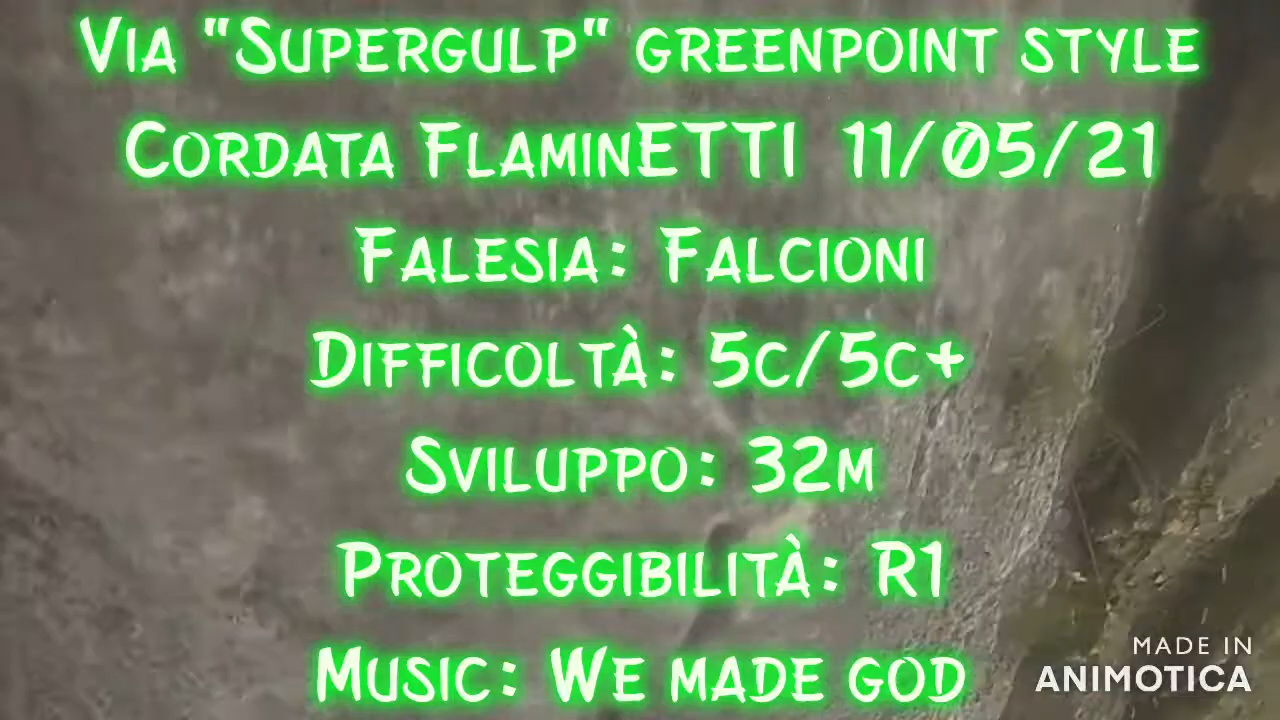 Via "Supergulp" greenpoint style
Cordata FlaminETTI 11/05/21
Falesia: Falcioni
Difficoltà: 5c/5c+
Sviluppo: 32m
Proteggibilità: R1
Music: We made god
MADE IN
ANIMOTICA